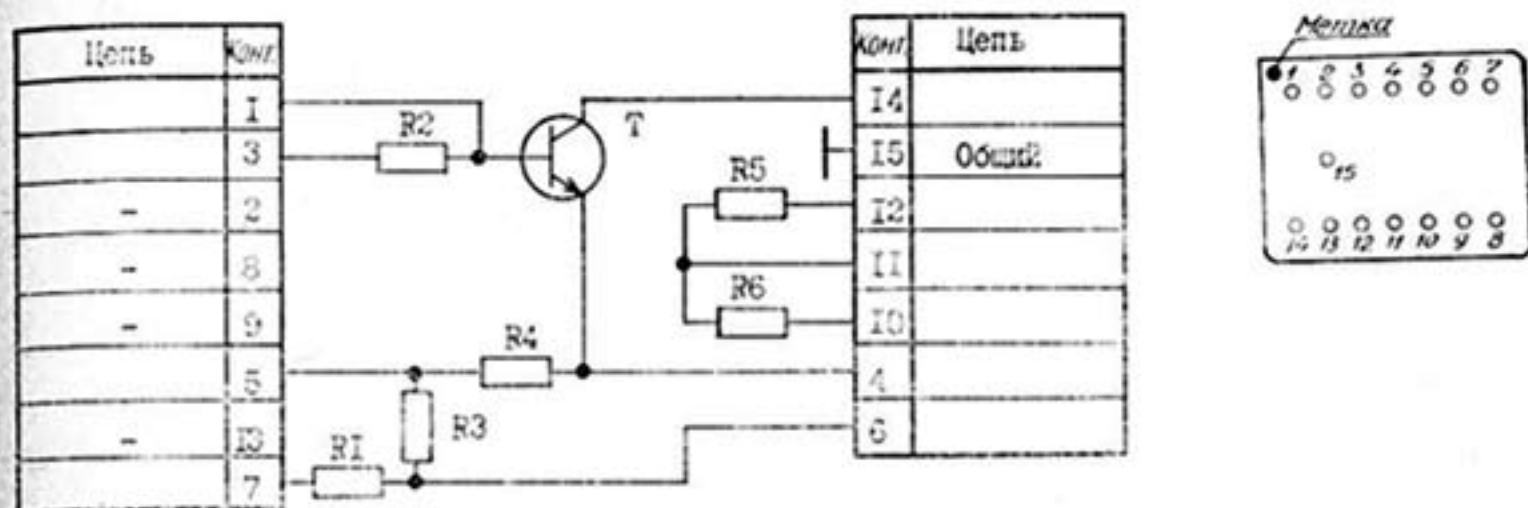 Цепь Конт.
I
3
- 2
- 8
- 9
5
- I3
7
R2
T
R5
R6
R4
R3
RI
Конт. Цепь
I4
I5 Общий
I2
II
I0
4
6
Метка
1 2 3 4 5 6 7
15
14 13 12 11 10 9 8